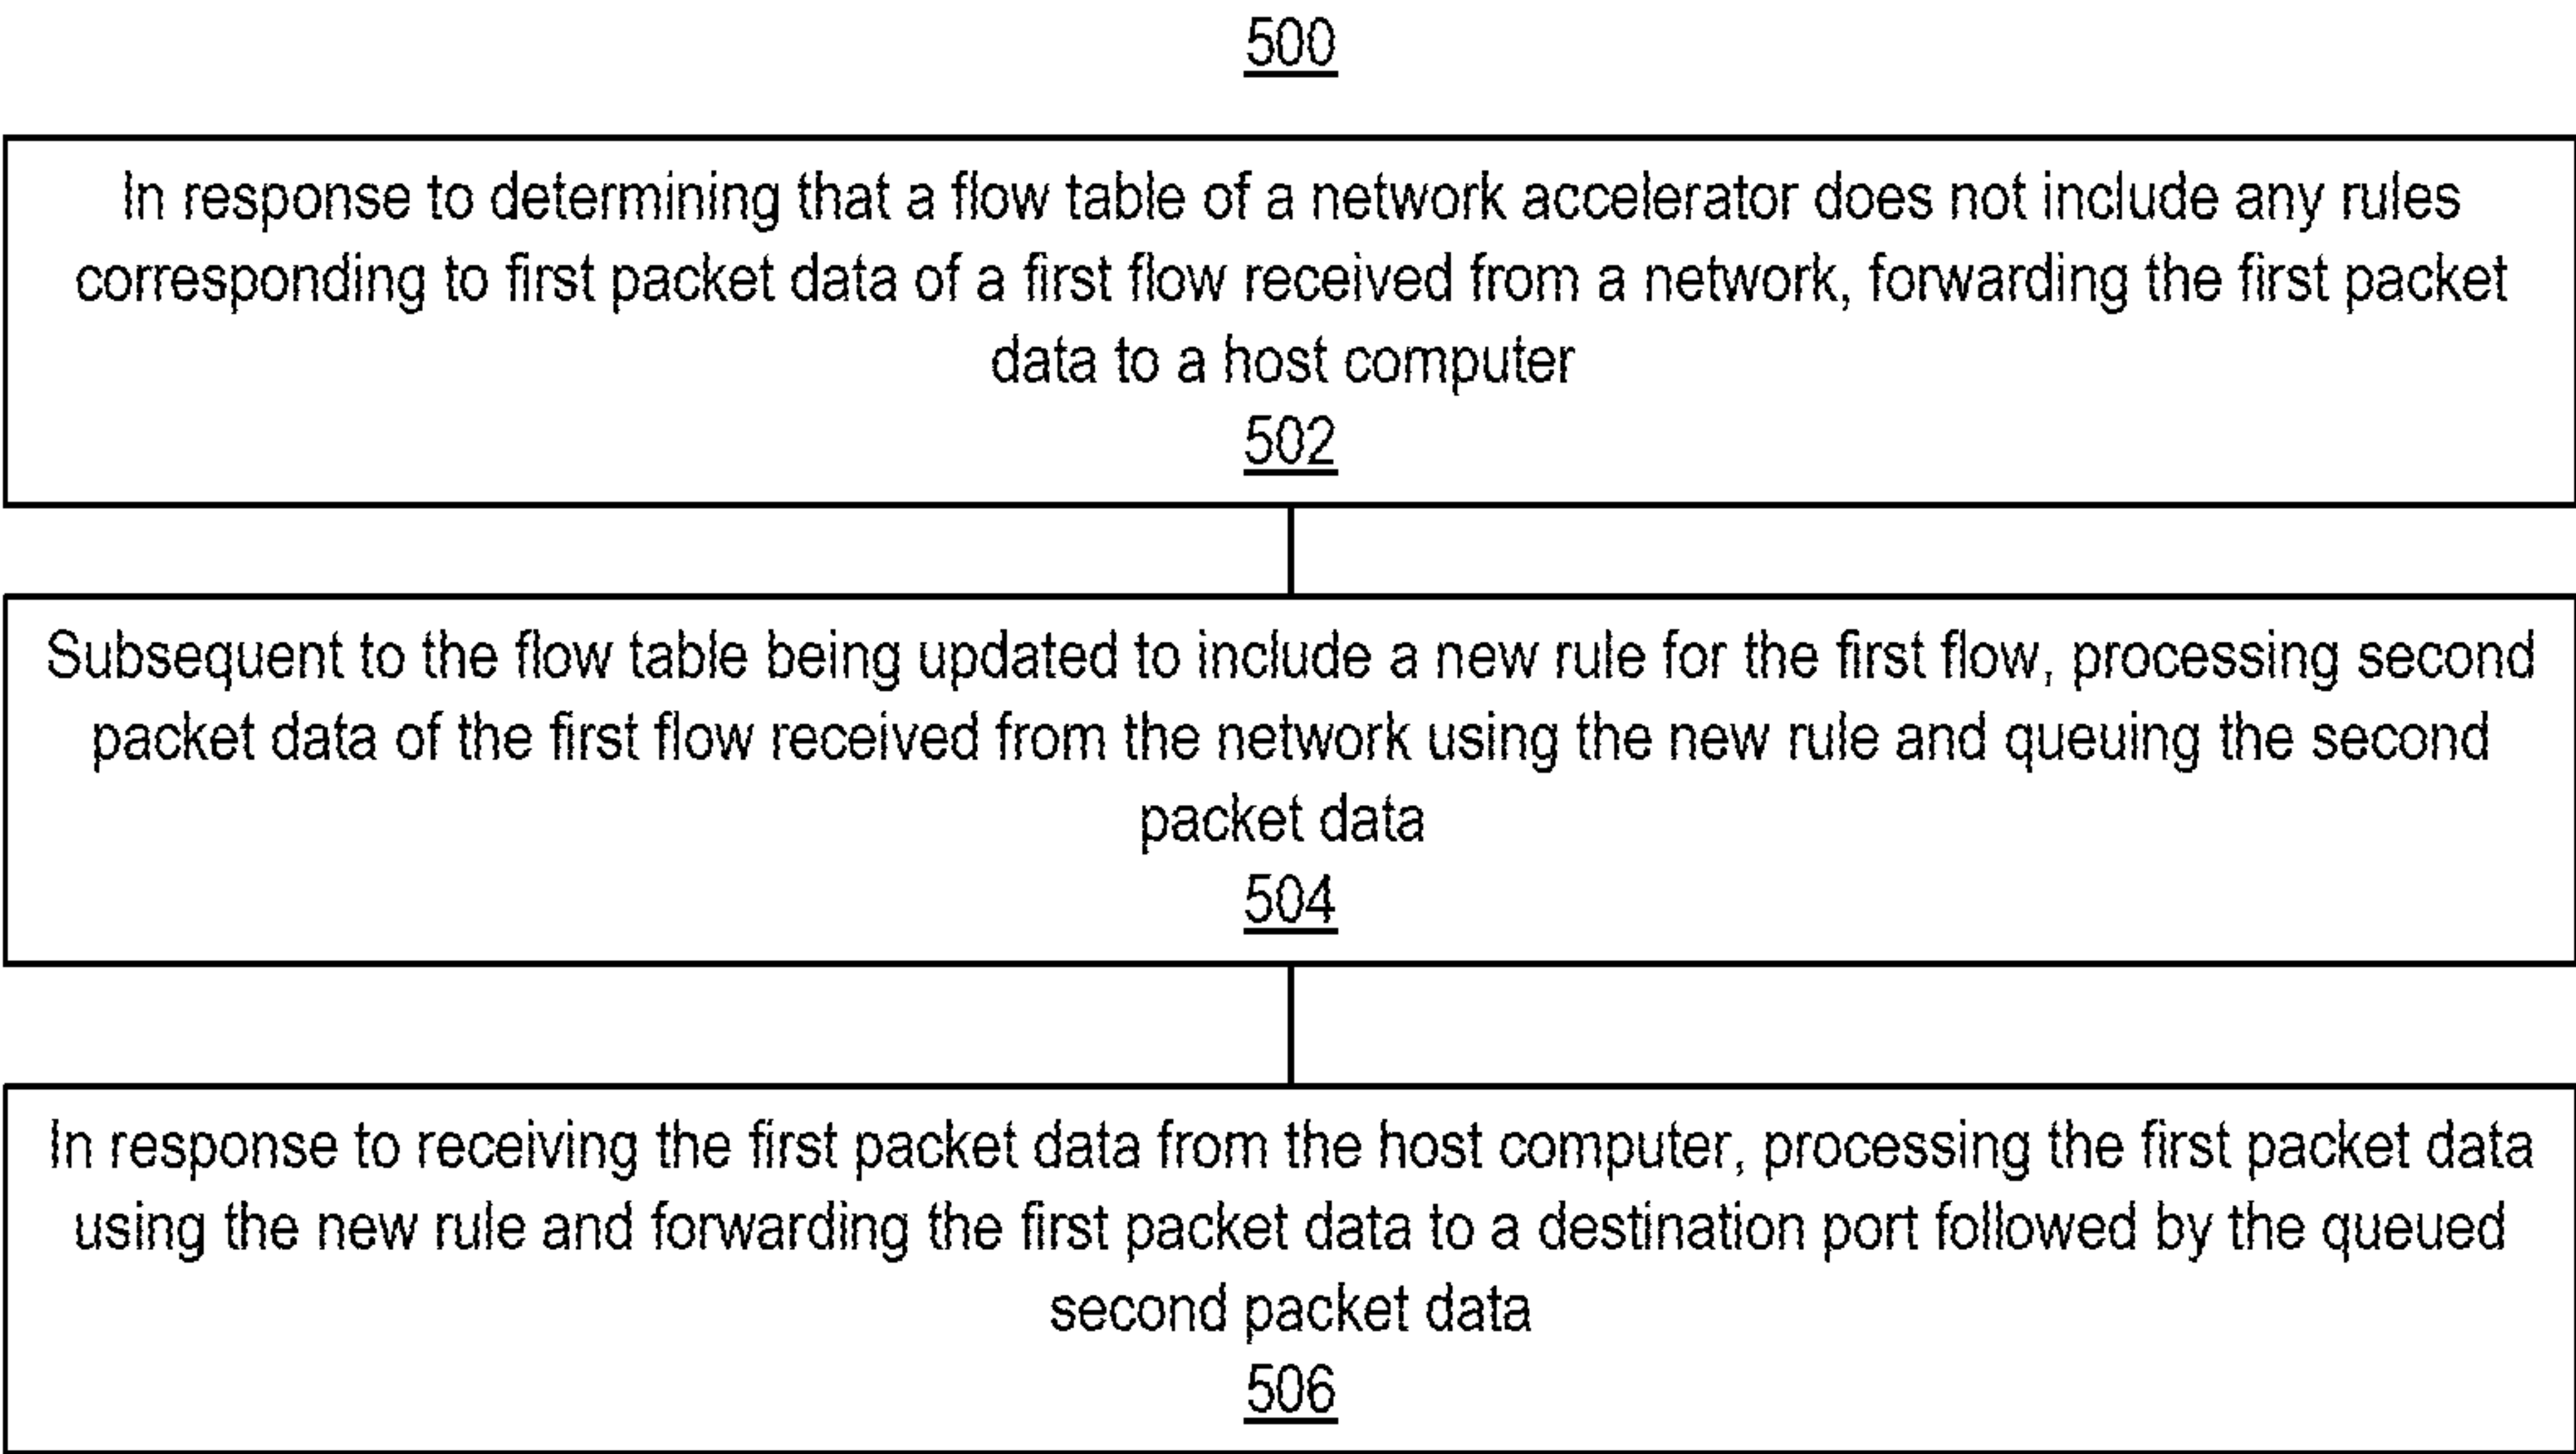 500
In response to determining that a flow table of a network accelerator does not include any rules
corresponding to first packet data of a first flow received from a network, forwarding the first packet
data to a host computer
502
Subsequent to the flow table being updated to include a new rule for the first flow, processing second
packet data of the first flow received from the network using the new rule and queuing the second
packet data
504
In response to receiving the first packet data from the host computer, processing the first packet data
using the new rule and forwarding the first packet data to a destination port followed by the queued
second packet data
506